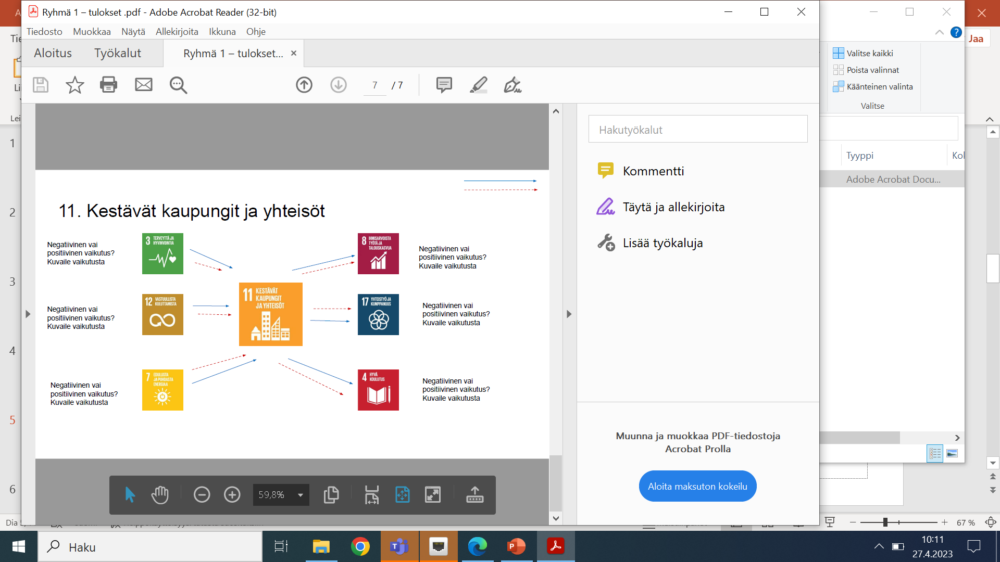 Ryhmä 1 – tulokset .pdf - Adobe Acrobat Reader (32-bit)
Tiedosto Muokkaa Näytä Allekirjoita Ikkuna Ohje
Jaa
Aloitus Työkalut Ryhmä 1 – tulokset...
Valitse kaikki
Poista valinnat
Käänteinen valinta
Valitse
7 / 7
Lei
1
2
3
4
5
6
Hakutyökalut
Kommentti
Täytä ja allekirjoita
Lisää työkaluja
Muunna ja muokkaa PDF-tiedostoja
Acrobat Prolla
Aloita maksuton kokeilu
Tyyppi Kol
Adobe Acrobat Docu...
11. Kestävät kaupungit ja yhteisöt
Negatiivinen vai
positiivinen vaikutus?
Kuvaile vaikutusta
3 TERVEYTTÄ JA
HYVINVOINTIA
8 IHMISARVOISTA
TYÖTÄ JA
TALOUSKASVUA
Negatiivinen vai
positiivinen vaikutus?
Kuvaile vaikutusta
Negatiivinen vai
positiivinen vaikutus?
Kuvaile vaikutusta
12 VASTUULLISTA
KULUTTAMISTA
11 KESTÄVÄT
KAUPUNGIT
JA YHTEISÖT
17 YHTEISTYÖ JA
KUMPPANUUS
Negatiivinen vai
positiivinen vaikutus?
Kuvaile vaikutusta
Negatiivinen vai
positiivinen vaikutus?
Kuvaile vaikutusta
7 EDULLISTA
JA PUHDASTA
ENERGIAA
4 HYVÄ
KOULUTUS
Negatiivinen vai
positiivinen vaikutus?
Kuvaile vaikutusta
59,8%
Dia
67 %
Haku
10:11
27.4.2023